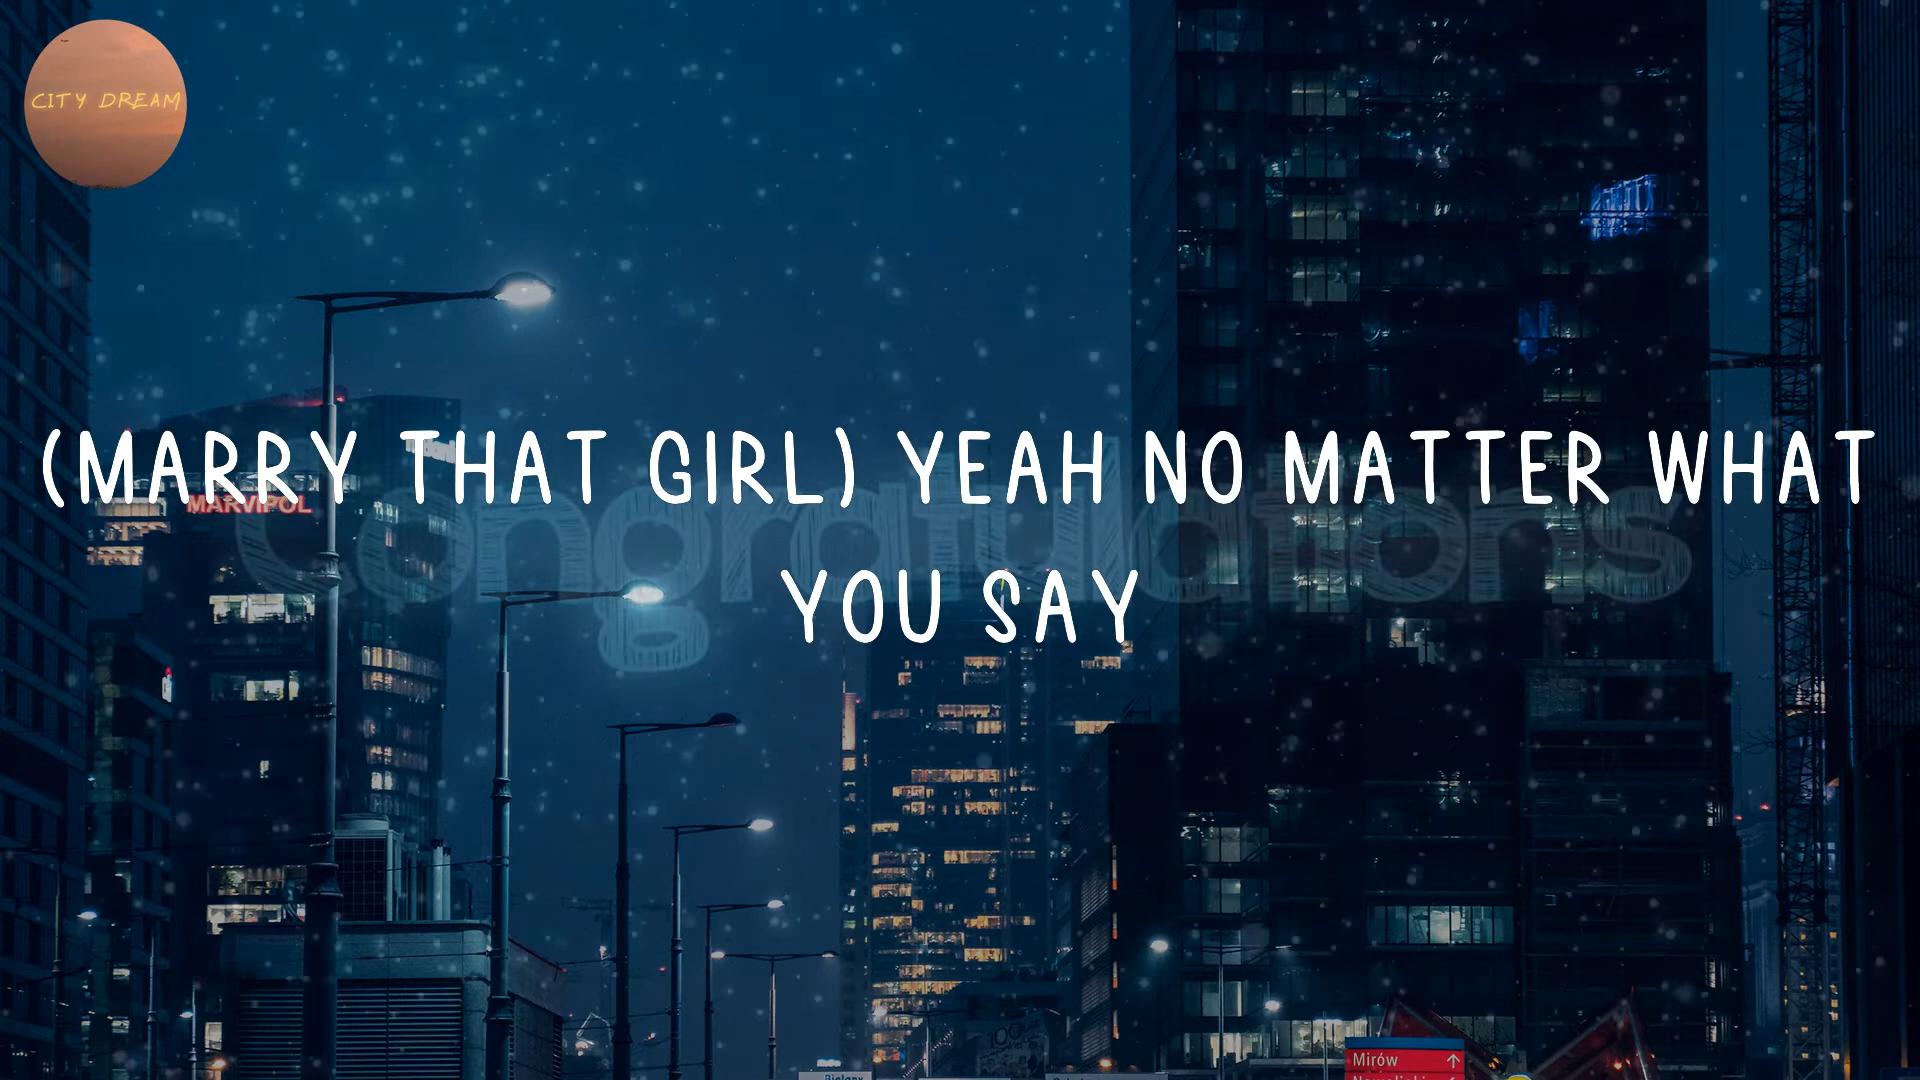 CITY DREAM
(MARRY THAT GIRL) YEAH NO MATTER WHAT
MARVIPOL
Congratulations
YOU SAY
Mirów